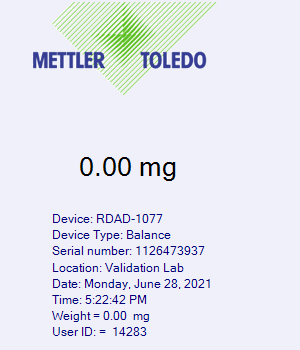 METTLER TOLEDO
0.00 mg
Device: RDAD-1077
Device Type: Balance
Serial number: 1126473937
Location: Validation Lab
Date: Monday, June 28, 2021
Time: 5:22:42 PM
Weight = 0.00 mg
User ID: = 14283